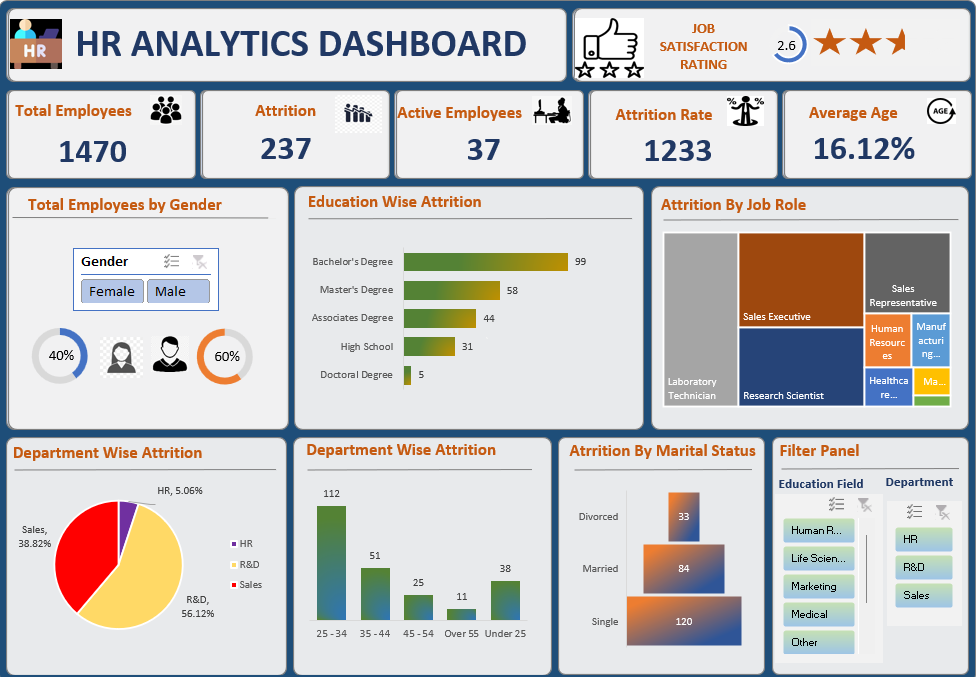 HR
HR ANALYTICS DASHBOARD
JOB
SATISFACTION
RATING
2.6
Total Employees
1470
Attrition
237
Active Employees
37
Attrition Rate
1233
Average Age
AGE
16.12%
Total Employees by Gender
Gender
Female
Male
40%
60%
Education Wise Attrition
Bachelor's Degree
99
Master's Degree
58
Associates Degree
44
High School
31
Doctoral Degree
5
Attrition By Job Role
Laboratory
Technician
Sales Executive
Research Scientist
Sales
Representative
Human
Resourc
es
Manuf
acturi
ng...
Healthca
re...
Ma...
Department Wise Attrition
HR, 5.06%
Sales,
38.82%
R&D,
56.12%
HR
R&D
Sales
Department Wise Attrition
112
51
25
11
38
25 - 34
35 - 44
45 - 54
Over 55
Under 25
Atrrition By Marital Status
Divorced
33
Married
84
Single
120
Filter Panel
Education Field
Human R...
Life Scien...
Marketing
Medical
Other
Department
HR
R&D
Sales